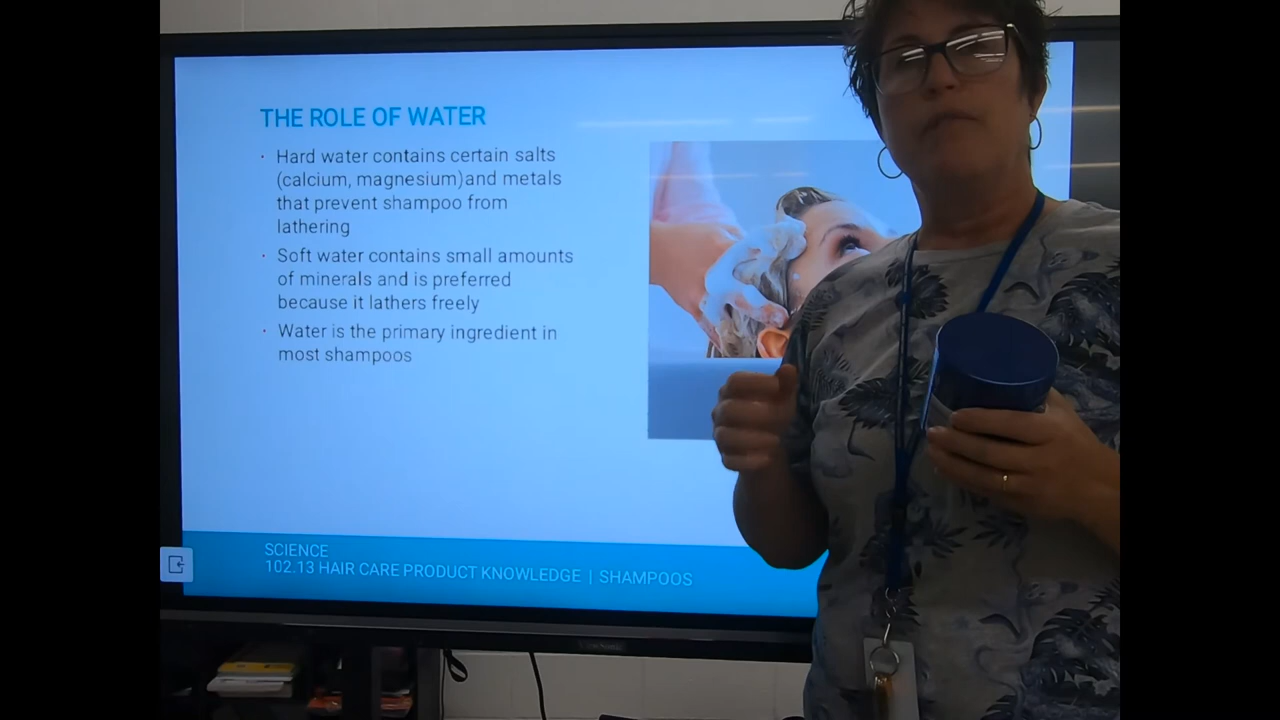 THE ROLE OF WATER
· Hard water contains certain salts
(calcium, magnesium)and metals
that prevent shampoo from
lathering
· Soft water contains small amounts
of minerals and is preferred
because it lathers freely
· Water is the primary ingredient in
most shampoos
SCIENCE
102.13 HAIR CARE PRODUCT KNOWLEDGE | SHAMPOOS
ViewSonic